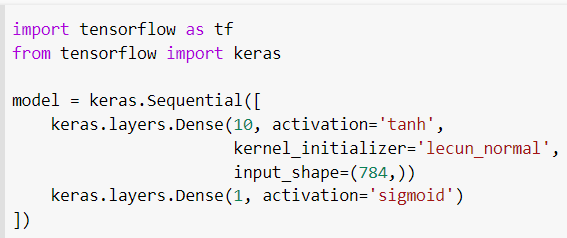 import tensorflow as tf
from tensorflow import keras
model = keras.Sequential([
    keras.layers.Dense(10, activation='tanh',
                       kernel_initializer='lecun_normal',
                       input_shape=(784,))
    keras.layers.Dense(1, activation='sigmoid')
])